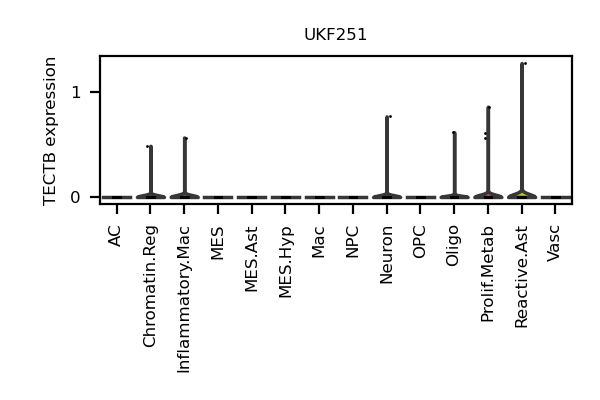 UKF251
TECTB expression
1
0
AC
Chromatin.Reg
Inflammatory.Mac
MES
MES.Ast
MES.Hyp
Mac
NPC
Neuron
OPC
Oligo
Prolif.Metab
Reactive.Ast
Vasc